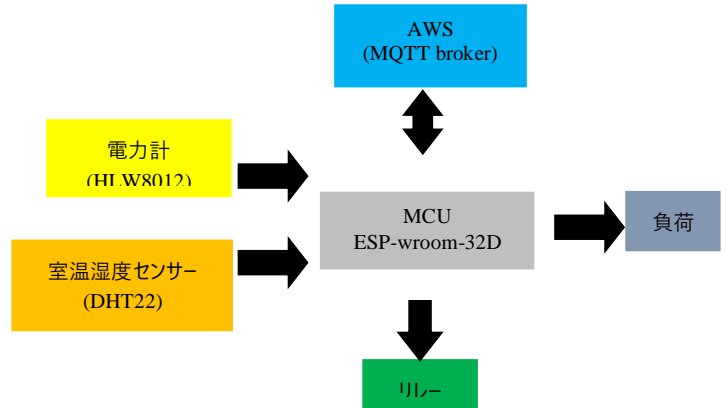 AWS
(MQTT broker)
電力計
(HLW8012)
MCU
ESP-wroom-32D
負荷
室温湿度センサー
(DHT22)
リレー